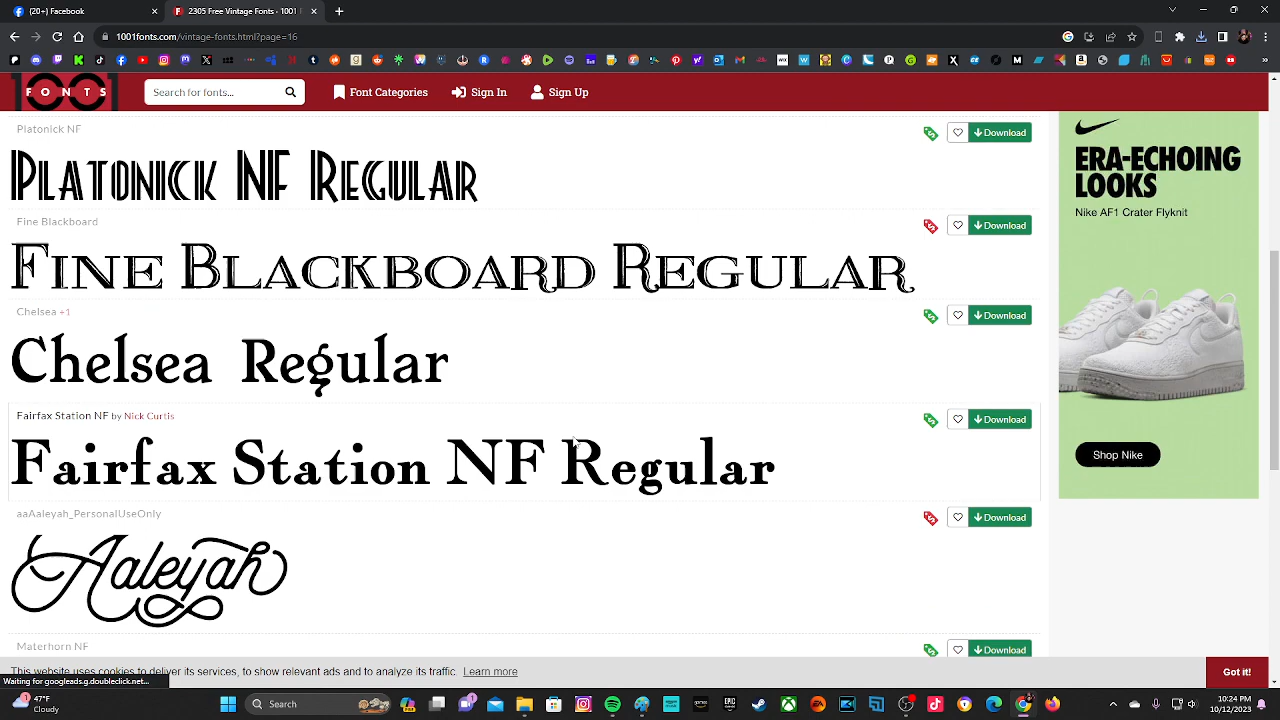 (20+) Facebook
2305 Free Vintage Fonts - 1001 F
1001fonts.com/vintage-fonts.html?page=16
FONTS
Search for fonts...
Font Categories
Sign In
Sign Up
Platonick NF
Download
Platonick NF Regular
Fine Blackboard
Download
Fine Blackboard Regular
Chelsea +1
Download
Chelsea Regular
Fairfax Station NF by Nick Curtis
Download
Fairfax Station NF Regular
aaAaleyah_PersonalUseOnly
Download
Aaleyah
Materhorn NF
Download
ERA-ECHOING
LOOKS
Nike AF1 Crater Flyknit
Shop Nike
This website uses cookies to deliver its services, to show relevant ads and to analyze its traffic. Learn more
Got it!
Waiting for googleads.g.doubleclick.net...
47°F
Cloudy
Search
10:24 PM
10/12/2023